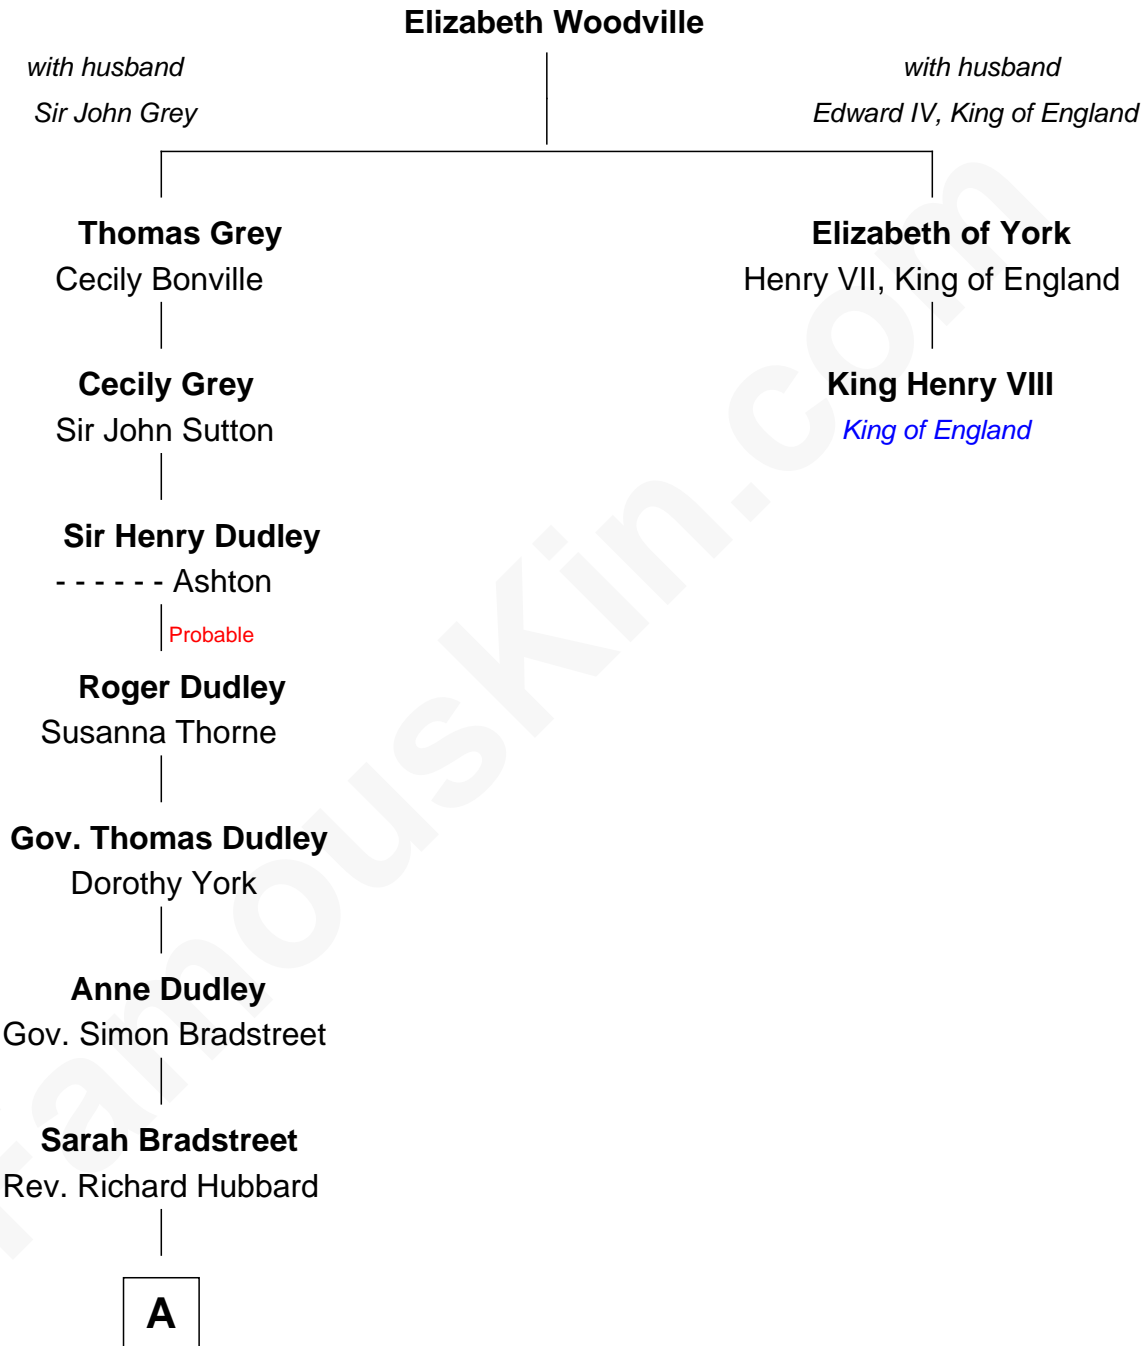 Elizabeth Woodville
with husband
Sir John Grey
with husband
Edward IV, King of England
Thomas Grey
Cecily Bonville
Elizabeth of York
Henry VII, King of England
Cecily Grey
Sir John Sutton
King Henry VIII
King of England
Sir Henry Dudley
- - - - - - Ashton
Probable
Roger Dudley
Susanna Thorne
Gov. Thomas Dudley
Dorothy York
Anne Dudley
Gov. Simon Bradstreet
Sarah Bradstreet
Rev. Richard Hubbard
A
famouskin.com